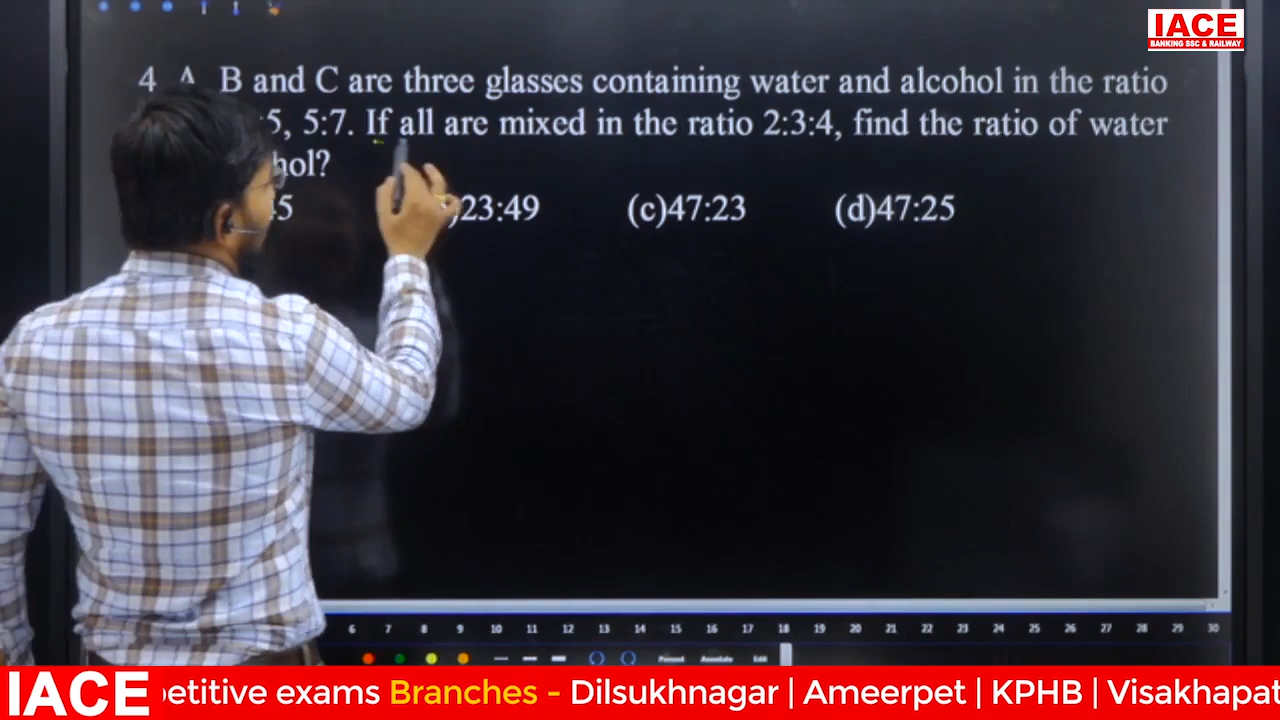 IACE
BANKING SSC & RAILWAY
4 A B and C are three glasses containing water and alcohol in the ratio
5, 5:7. If all are mixed in the ratio 2:3:4, find the ratio of water
hol?
23:49 (c)47:23 (d)47:25
6 7 8 9 10 11 12 13 14 15 16 17 18 19 20 21 22 23 24 25 26 27 28 29 30
Annotate Edit
IACE petitive exams Branches - Dilsukhnagar | Ameerpet | KPHB | Visakhapat